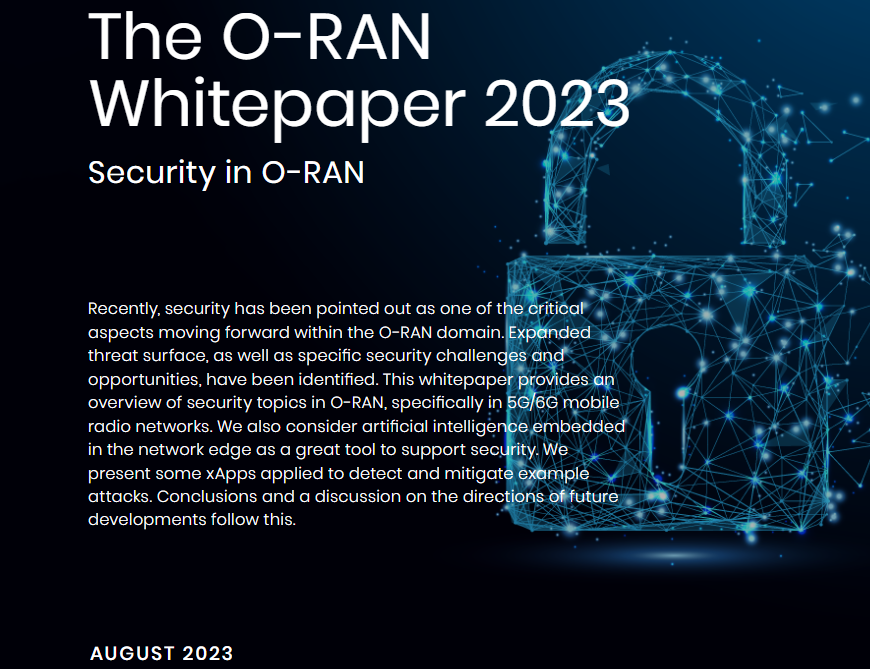 The O-RAN
Whitepaper 2023
Security in O-RAN
Recently, security has been pointed out as one of the critical
aspects moving forward within the O-RAN domain. Expanded
threat surface, as well as specific security challenges and
opportunities, have been identified. This whitepaper provides an
overview of security topics in O-RAN, specifically in 5G/6G mobile
radio networks. We also consider artificial intelligence embedded
in the network edge as a great tool to support security. We
present some xApps applied to detect and mitigate example
attacks. Conclusions and a discussion on the directions of future
developments follow this.
AUGUST 2023